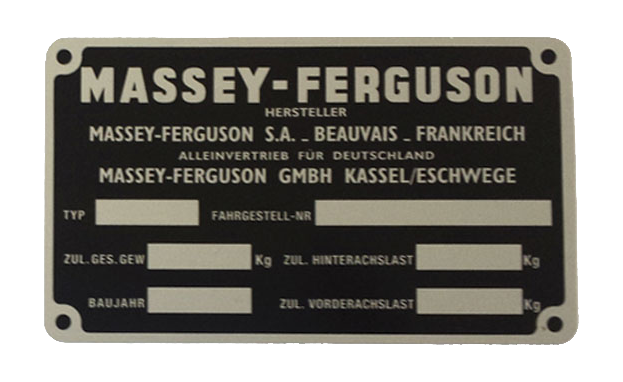 MASSEY-FERGUSON
HERSTELLER
MASSEY-FERGUSON S.A. - BEAUVAIS - FRANKREICH
ALLEINVERTRIEB FÜR DEUTSCHLAND
MASSEY-FERGUSON GMBH KASSEL/ESCHWEGE
TYP FAHRGESTELL-NR
ZUL. GES. GEW Kg ZUL. HINTERACHSLAST Kg
BAUJAHR ZUL. VORDERACHSLAST Kg